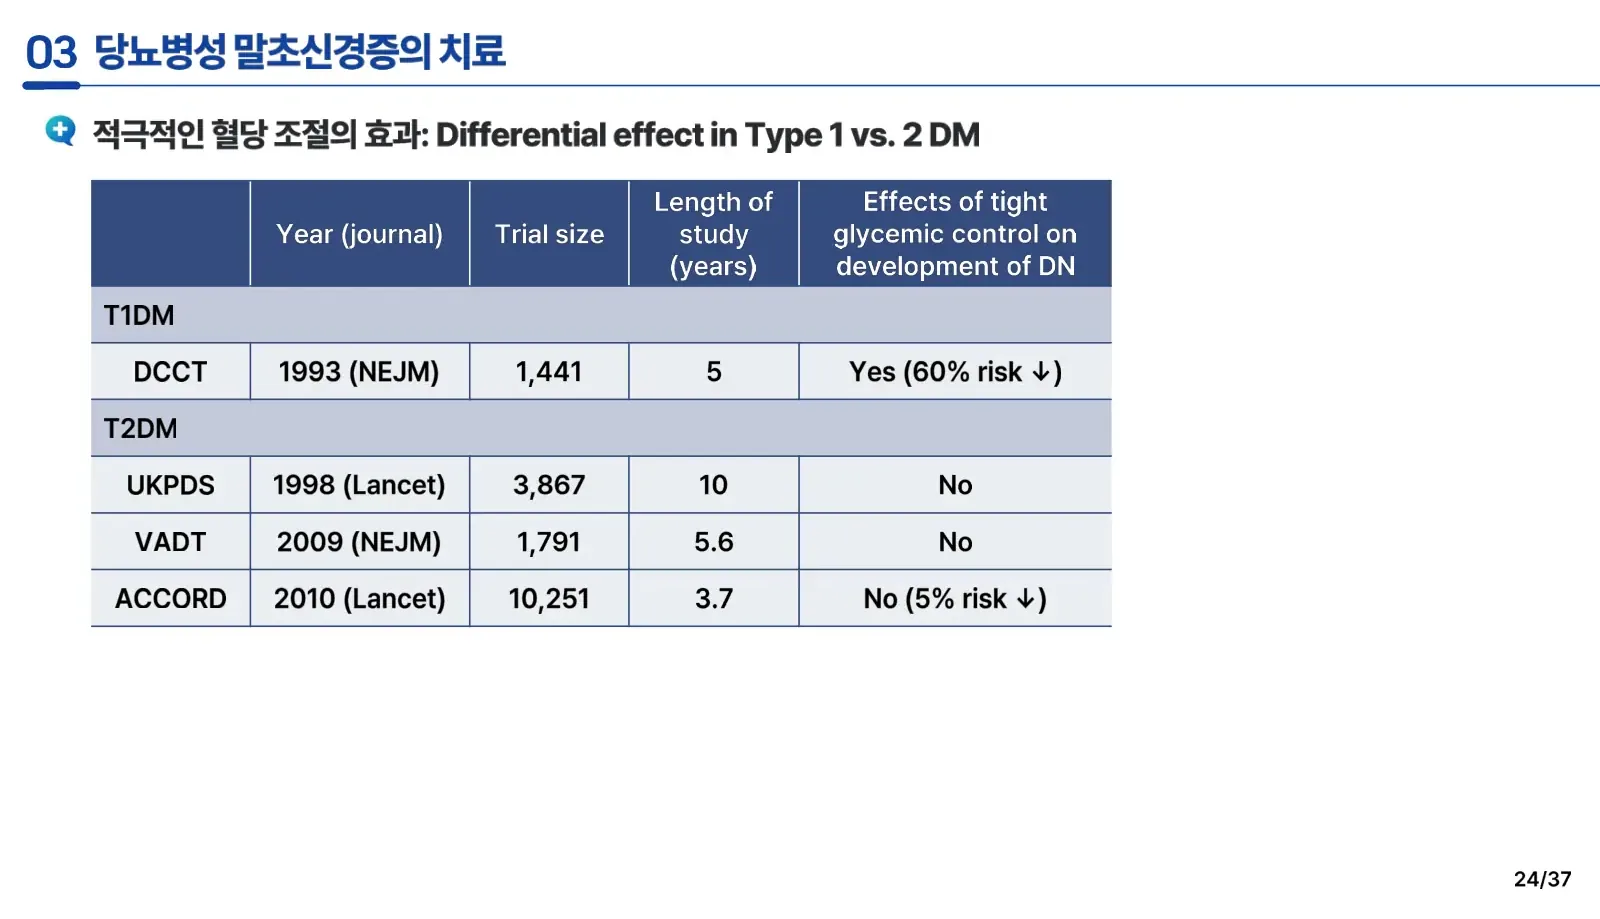 03 당뇨병성 말초신경증의 치료
적극적인 혈당 조절의 효과: Differential effect in Type 1 vs. 2 DM
Year (journal)
Trial size
Length of
study
(years)
Effects of tight
glycemic control on
development of DN
T1DM
DCCT 1993 (NEJM) 1,441 5 Yes (60% risk ↓)
T2DM
UKPDS 1998 (Lancet) 3,867 10 No
VADT 2009 (NEJM) 1,791 5.6 No
ACCORD 2010 (Lancet) 10,251 3.7 No (5% risk ↓)
24/37